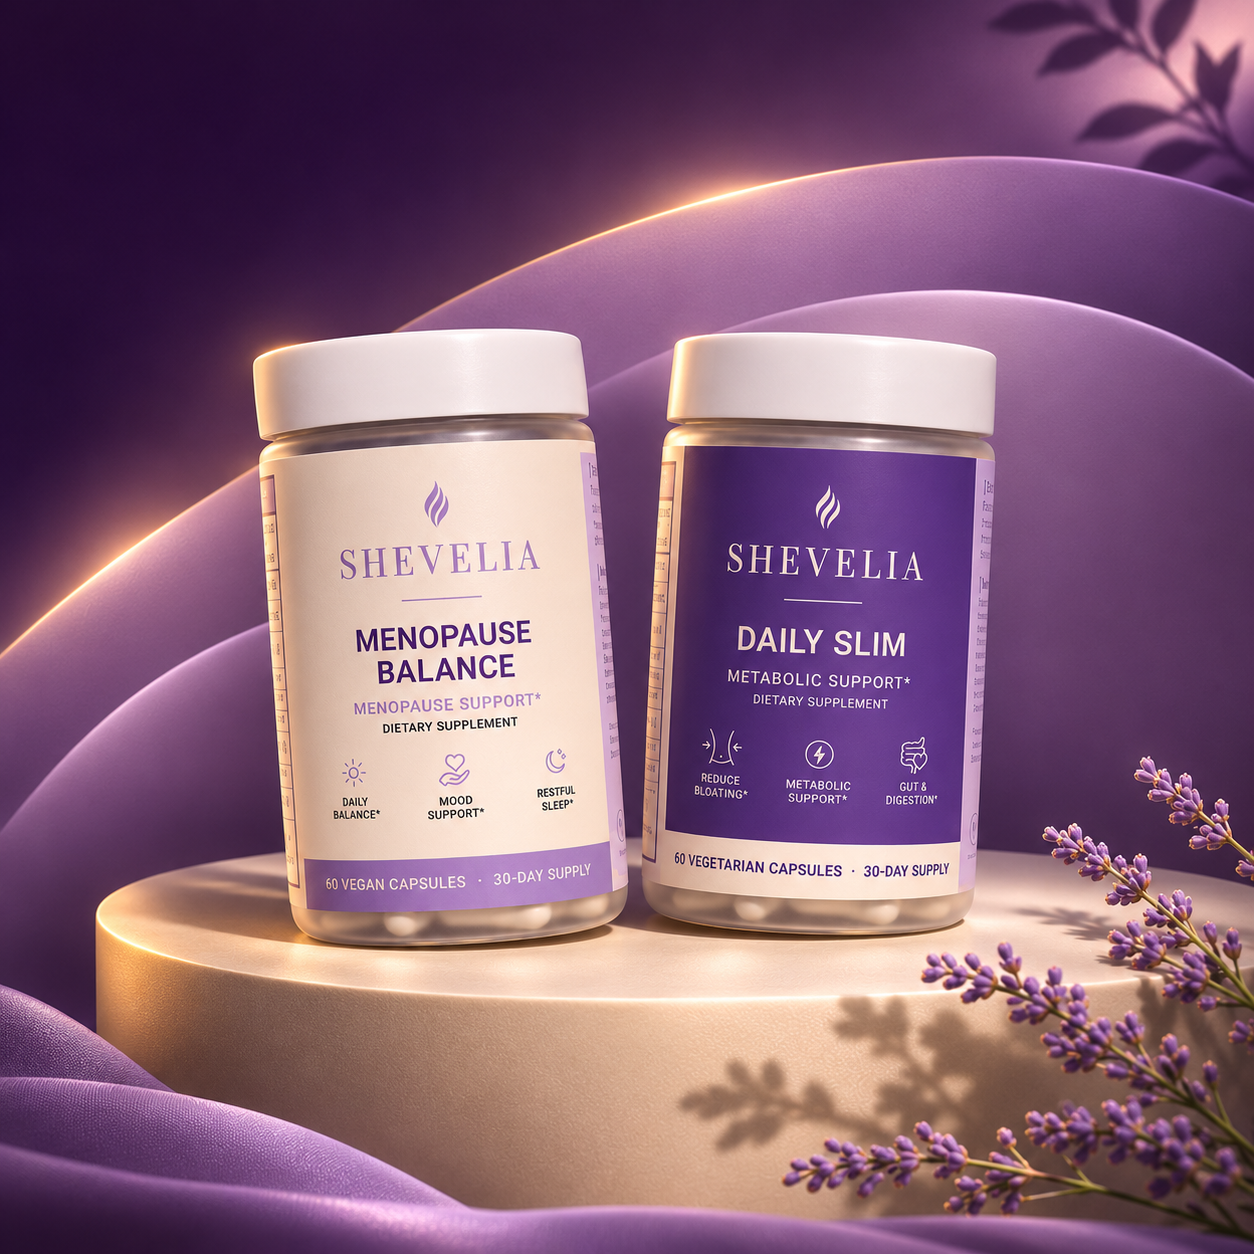 SHEVELIA
MENOPAUSE
BALANCE
MENOPAUSE SUPPORT*
DIETARY SUPPLEMENT
DAILY
BALANCE*
MOOD
SUPPORT*
RESTFUL
SLEEP*
60 VEGAN CAPSULES · 30-DAY SUPPLY
SHEVELIA
DAILY SLIM
METABOLIC SUPPORT*
DIETARY SUPPLEMENT
REDUCE
BLOATING*
METABOLIC
SUPPORT*
GUT &
DIGESTION*
60 VEGETARIAN CAPSULES · 30-DAY SUPPLY